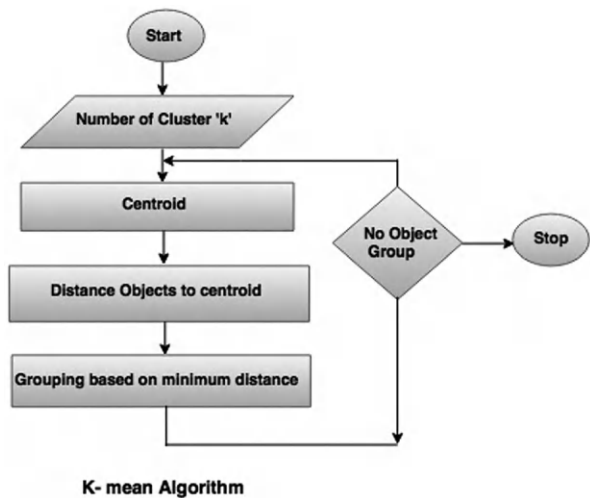 Start
Number of Cluster 'k'
Centroid
Distance Objects to centroid
Grouping based on minimum distance
No Object
Group
Stop
K- mean Algorithm